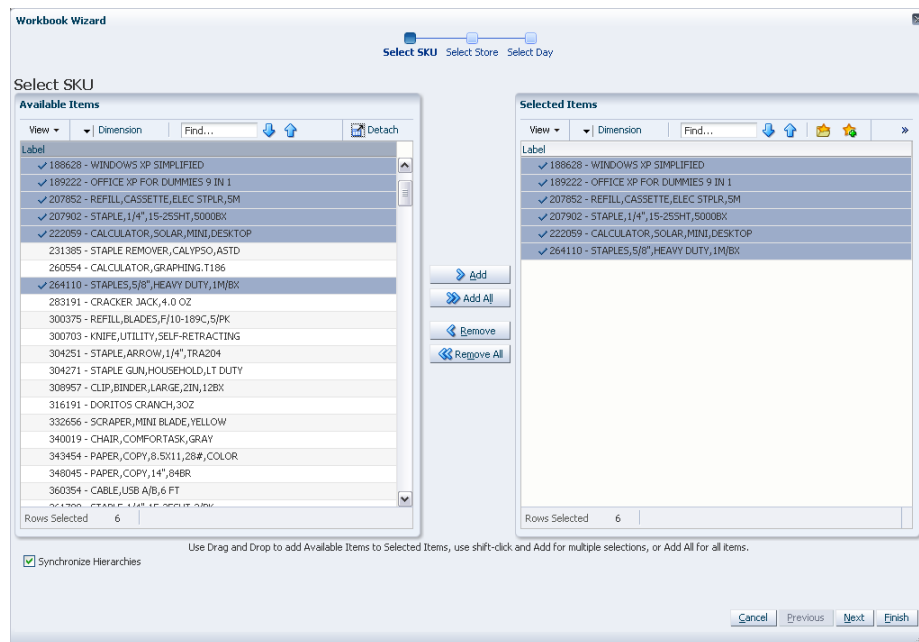 Workbook Wizard
Select SKU Select Store Select Day
Select SKU
Available Items
View Dimension Find... Detach
Label
188628 - WINDOWS XP SIMPLIFIED
189222 - OFFICE XP FOR DUMMIES 9 IN 1
207852 - REFILL,CASSETTE,ELEC STPLR,5M
207902 - STAPLE,1/4",15-25SHT,5000BX
222059 - CALCULATOR,SOLAR,MINI,DESKTOP
231385 - STAPLE REMOVER,CALYPSO,ASTD
260554 - CALCULATOR,GRAPHING.T186
264110 - STAPLES,5/8",HEAVY DUTY,1M/BX
283191 - CRACKER JACK,4.0 OZ
300375 - REFILL,BLADES,F/10-189C,5/PK
300703 - KNIFE,UTILITY,SELF-RETRACTING
304251 - STAPLE,ARROW,1/4",TRA204
304271 - STAPLE GUN,HOUSEHOLD,LT DUTY
308957 - CLIP,BINDER,LARGE,2IN,12BX
316191 - DORITOS CRANCH,3OZ
332656 - SCRAPER,MINI BLADE,YELLOW
340019 - CHAIR,COMFORTASK,GRAY
343454 - PAPER,COPY,8.5X11,28#,COLOR
348045 - PAPER,COPY,14",84BR
360354 - CABLE,USB A/B,6 FT
Rows Selected 6
Add
Add All
Remove
Remove All
Selected Items
View Dimension Find... »
Label
188628 - WINDOWS XP SIMPLIFIED
189222 - OFFICE XP FOR DUMMIES 9 IN 1
207852 - REFILL,CASSETTE,ELEC STPLR,5M
207902 - STAPLE,1/4",15-25SHT,5000BX
222059 - CALCULATOR,SOLAR,MINI,DESKTOP
264110 - STAPLES,5/8",HEAVY DUTY,1M/BX
Rows Selected 6
Use Drag and Drop to add Available Items to Selected Items, use shift-click and Add for multiple selections, or Add All for all items.
Synchronize Hierarchies
Cancel Previous Next Finish